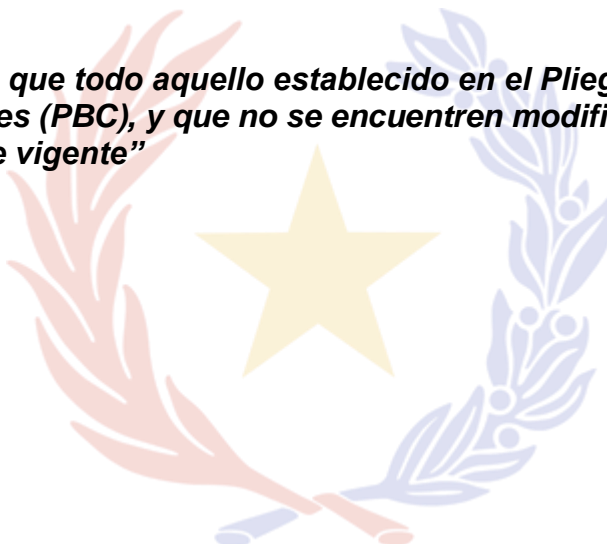 que todo aquello establecido en el Plieg
es (PBC), y que no se encuentren modifi
e vigente”